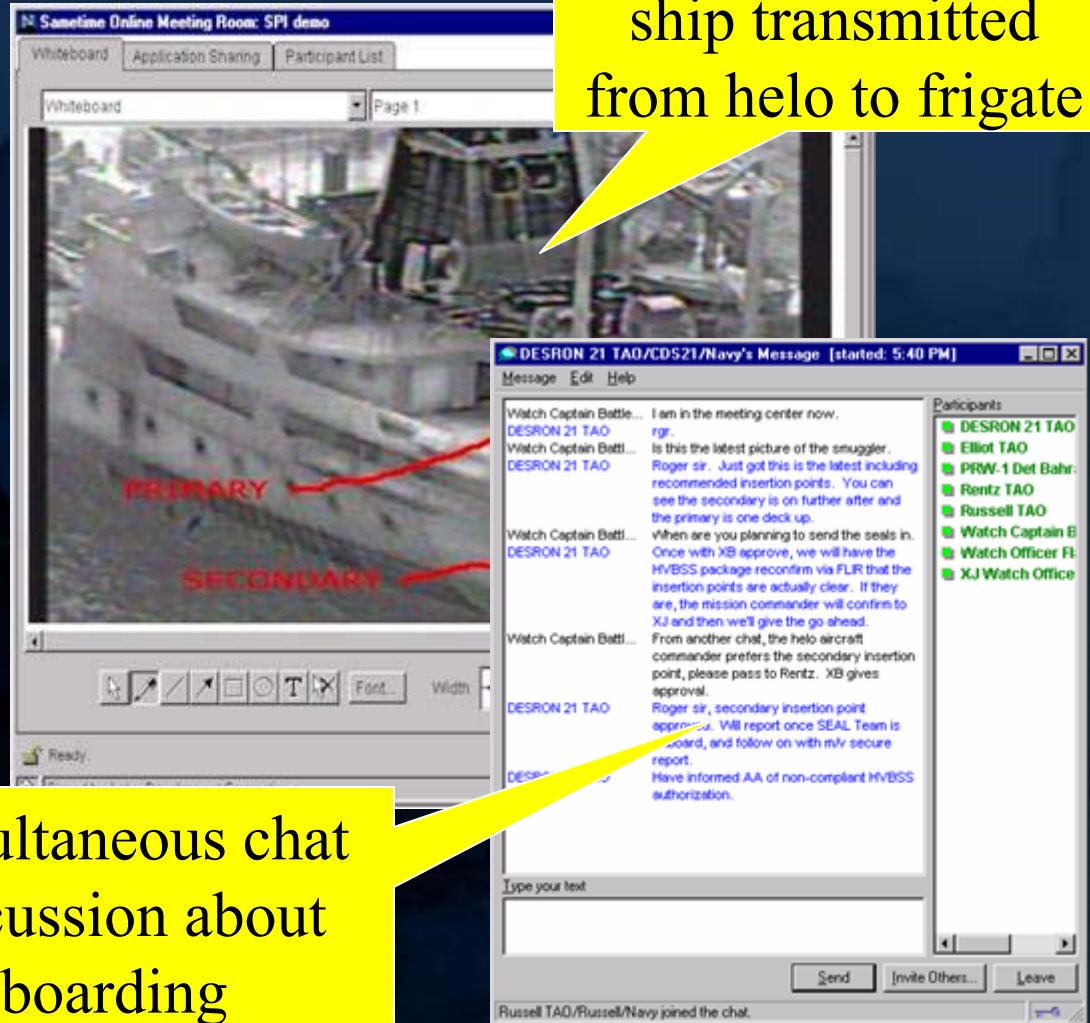 ship transmitted
from helo to frigate
Sametime Online Meeting Room: SPI demo
Whiteboard
Application Sharing
Participant List
Whiteboard
Page 1
PRIMARY
SECONDARY
Font...
Width
Ready.
DESRON 21 TAO/CDS21/Navy's Message [started: 5:40 PM]
Message Edit Help
Watch Captain Battle... I am in the meeting center now.
DESRON 21 TAO rgr.
Watch Captain Battl... Is this the latest picture of the smuggler.
DESRON 21 TAO Roger sir. Just got this is the latest including
recommended insertion points. You can
see the secondary is on further after and
the primary is one deck up.
Watch Captain Battl... When are you planning to send the seals in.
DESRON 21 TAO Once with XB approve, we will have the
HVBSS package reconfirm via FLIR that the
insertion points are actually clear. If they
are, the mission commander will confirm to
XJ and then we'll give the go ahead.
Watch Captain Battl... From another chat, the helo aircraft
commander prefers the secondary insertion
point, please pass to Rentz. XB gives
approval.
DESRON 21 TAO Roger sir, secondary insertion point
Will report once SEAL Team is
and follow on with m/v secure
report.
Have informed AA of non-compliant HVBSS
authorization.
Participants
DESRON 21 TAO
Elliot TAO
PRW-1 Det Bahr
Rentz TAO
Russell TAO
Watch Captain B
Watch Officer Fl
XJ Watch Office
Type your text
Send
Invite Others...
Leave
Russell TAO/Russell/Navy joined the chat.
ultaneous chat
cussion about
boarding